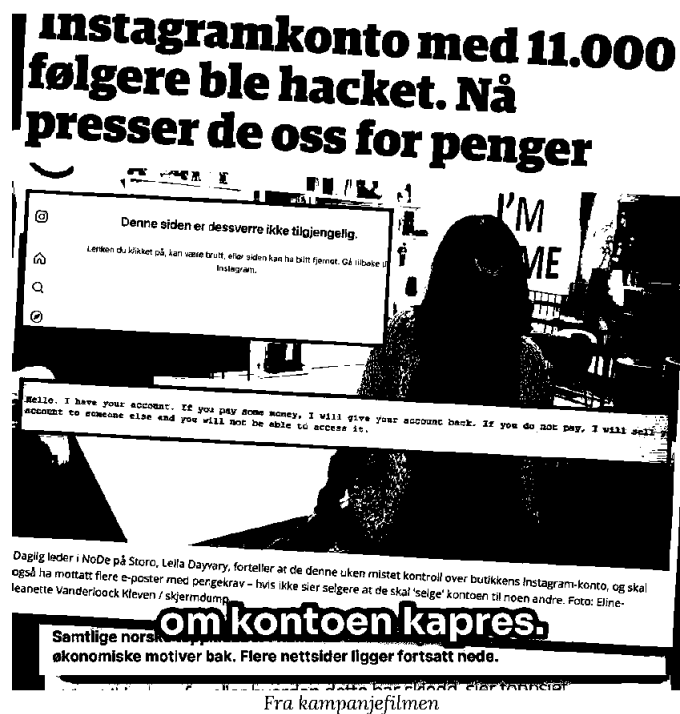 Instagramkonto med 11.000
følgere ble hacket. Nå
presser de oss for penger
I'M
ME
Denne siden er dessverre ikke tilgjengelig.
Lenken du klikket på, kan være brutt, eller siden kan ha blitt fjernet. Gå tilbake
Instagram.
Hello. I have your account. If you pay some money, I will give your account back. If you do not pay, I will sell
account to someone else and you will not be able to access it.
Daglig leder i NoDe på Storo, Leila Dayvary, forteller at de denne uken mistet kontroll over butikkens Instagram-konto, og skal
også ha mottatt flere e-poster med pengekrav – hvis ikke sier selgere at de skal 'selge' kontoen til noen andre. Foto: Eline-
Jeanette Vanderloock Kleven / skjermdump
om kontoen kapres.
Samtlige
økonomiske motiver bak. Flere nettsider ligger fortsatt nede.
Fra kampanjefilmen